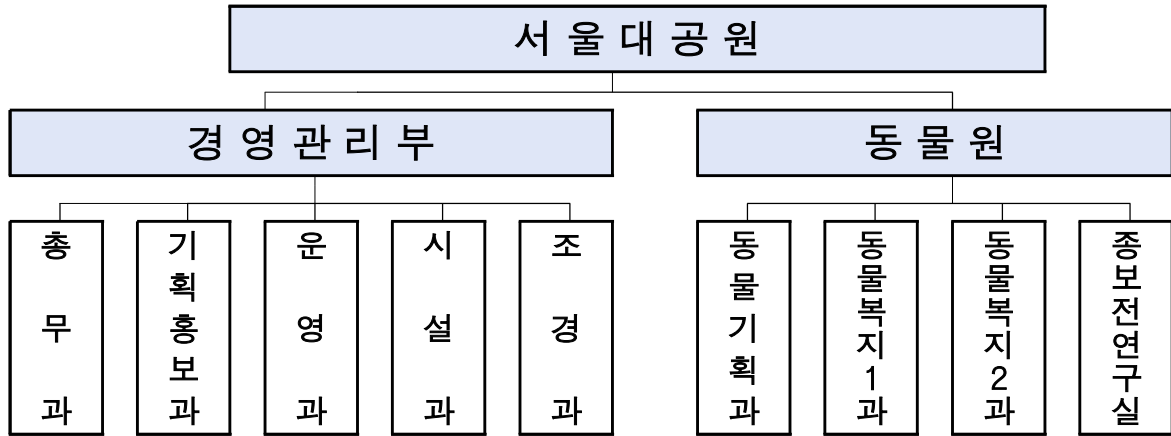 서울대공원
경영관리부
동물원
총무과
기획홍보과
운영과
시설과
조경과
동물기획과
동물복지1과
동물복지2과
종보전연구실